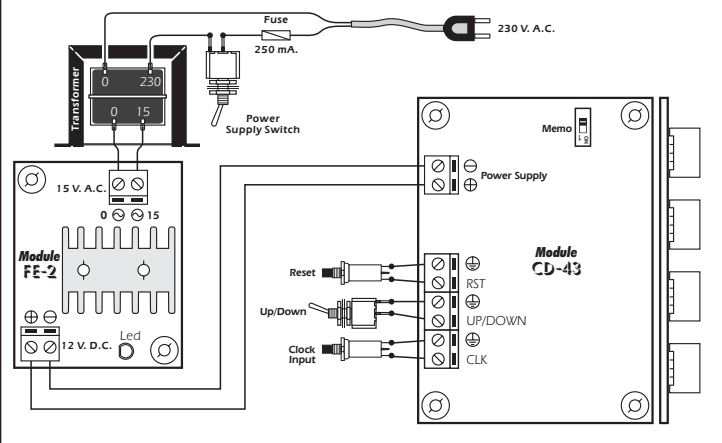 Fuse
250 mA.
230 V. A.C.
Transformer
0 230
0 15
Power
Supply Switch
Memo
15 V. A.C.
0 15
Power Supply
Module
FE-2
Module
CD-43
Reset
RST
Up/Down
UP/DOWN
Clock
Input
CLK
12 V. D.C.
Led